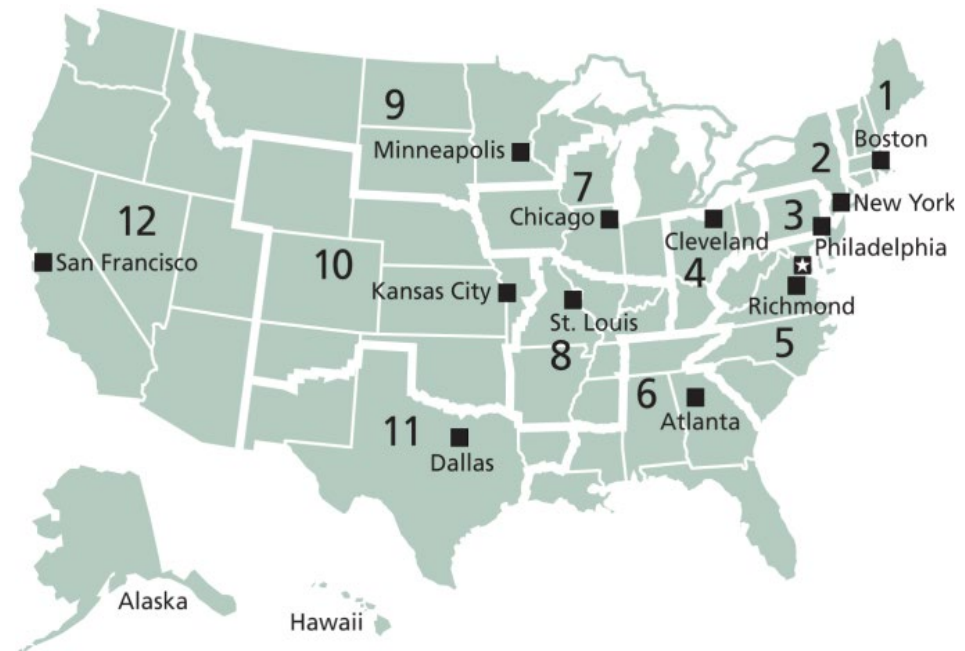 1
Boston
9
2
Minneapolis
7
New York
3
12
Chicago
Cleveland
Philadelphia
San Francisco
10
4
Kansas City
Richmond
St. Louis
5
8
6
Atlanta
11
Dallas
Alaska
Hawaii